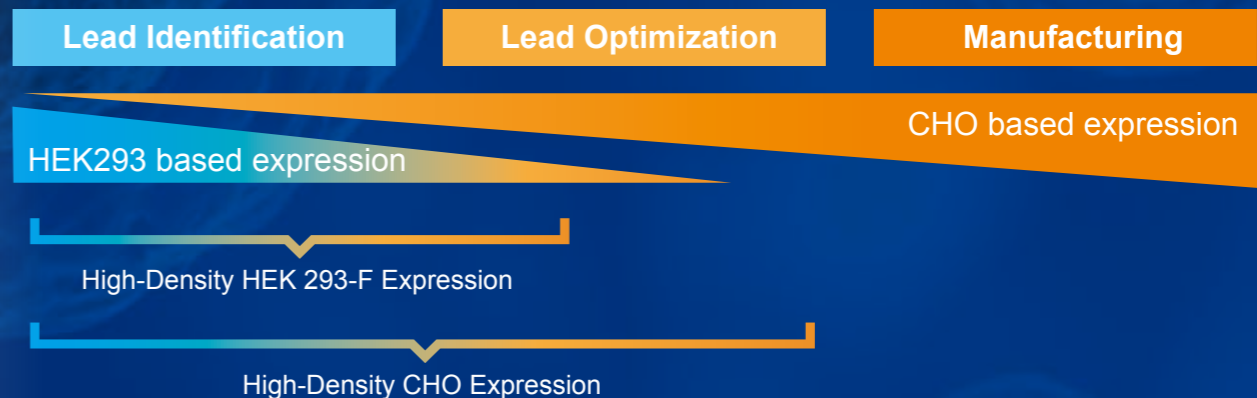 Lead Identification
Lead Optimization
Manufacturing
CHO based expression
HEK293 based expression
High-Density HEK 293-F Expression
High-Density CHO Expression